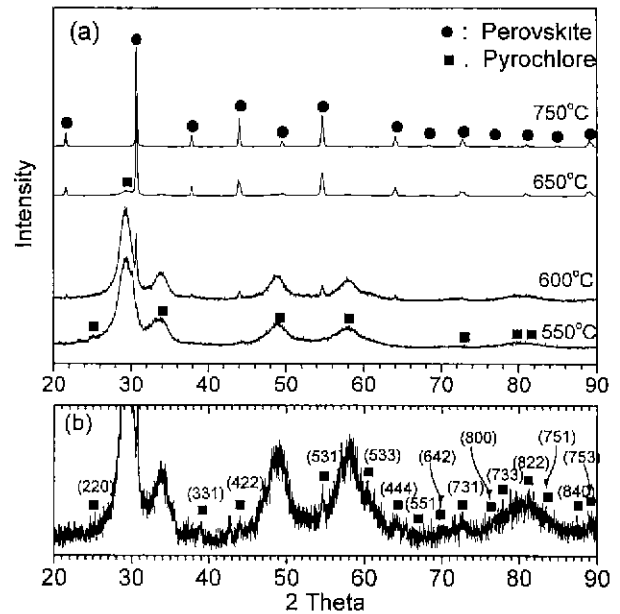 (a)
● : Perovskite
■ . Pyrochlore
750°C
650°C
600°C
550°C
Intensity
20 30 40 50 60 70 80 90
(b)
(220) (331) (422) (531) (533) (444) (551) (642) (731) (800) (733) (822) (751) (840) (753)
20 30 40 50 60 70 80 90
2 Theta